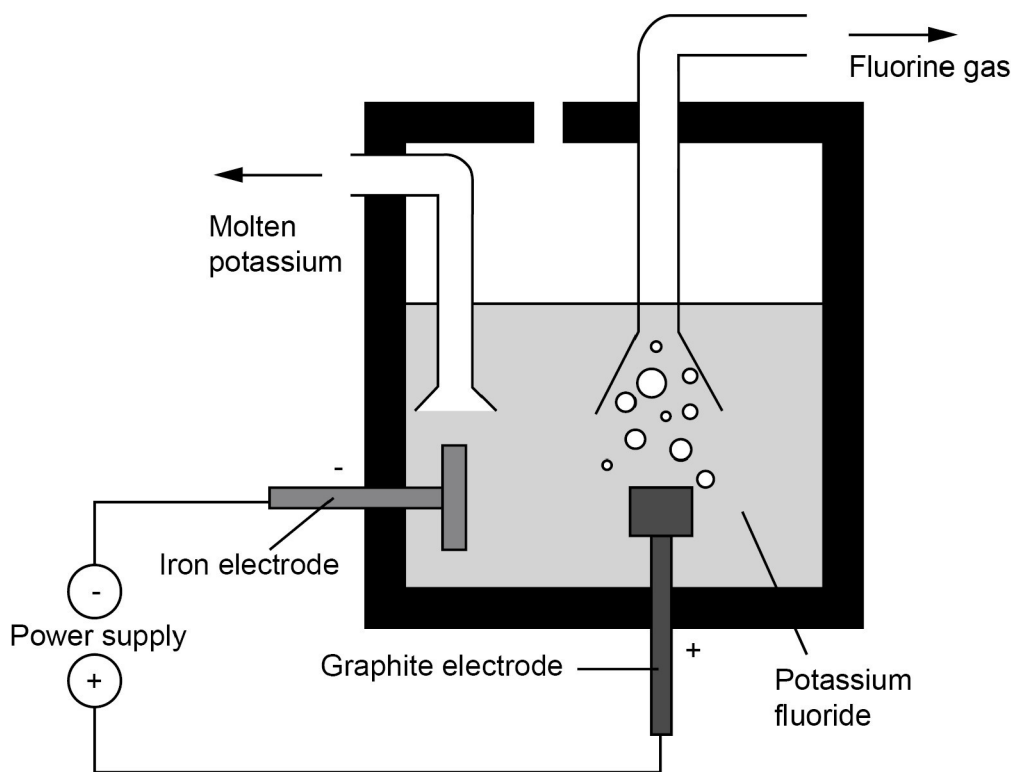 Fluorine gas
Molten
potassium
-
Iron electrode
-
Power supply
+
Graphite electrode
+
Potassium
fluoride